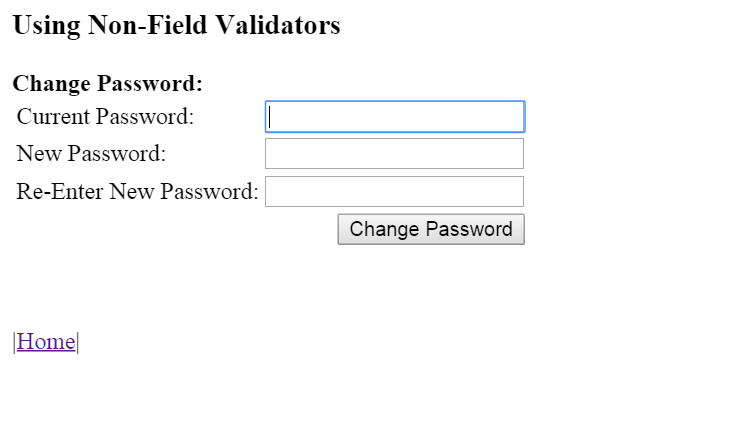 Using Non-Field Validators
Change Password:
Current Password:
New Password:
Re-Enter New Password:
Change Password
|Home|